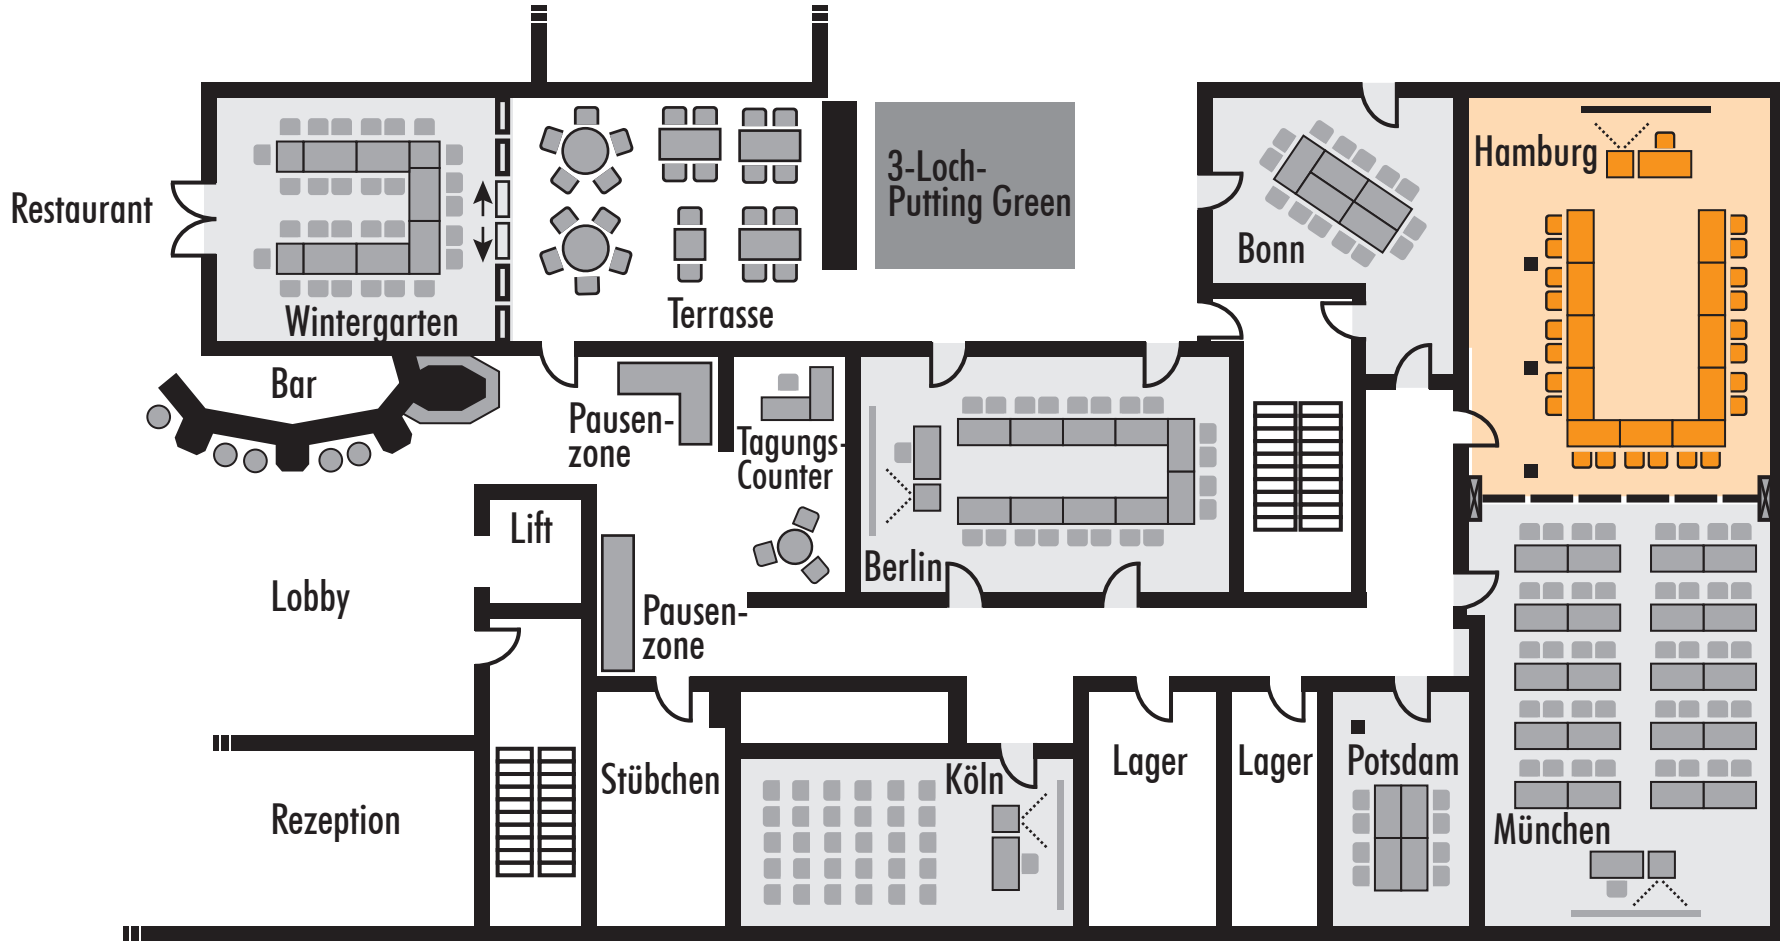 Restaurant
Wintergarten
Terrasse
3-Loch-
Putting Green
Bonn
Hamburg
Bar
Pausen-
zone
Tagungs-
Counter
Berlin
Lift
Lobby
Pausen-
zone
Rezeption
Stübchen
Köln
Lager
Lager
Potsdam
München